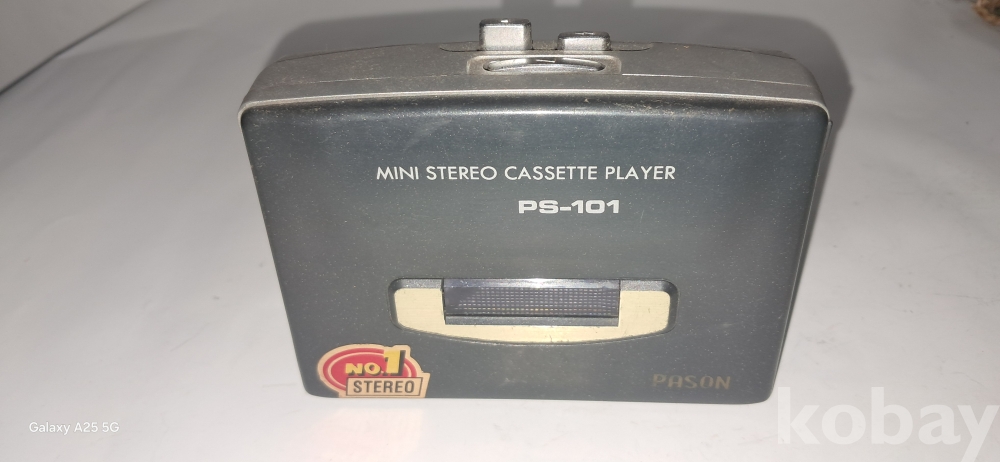 MINI STEREO CASSETTE PLAYER
PS-101
NO.1
STEREO
PASON
Galaxy A25 5G
kobay